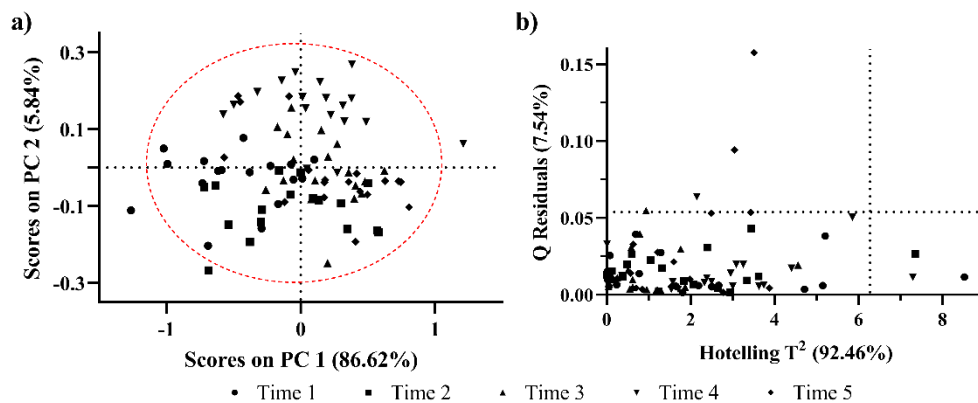 a)
Scores on PC 2 (5.84%)
0.3
0.1
-0.1
-0.3
-1
0
1
Scores on PC 1 (86.62%)
b)
Q Residuals (7.54%)
0.15
0.10
0.05
0.00
0
2
4
6
8
Hotelling T² (92.46%)
Time 1
Time 2
Time 3
Time 4
Time 5